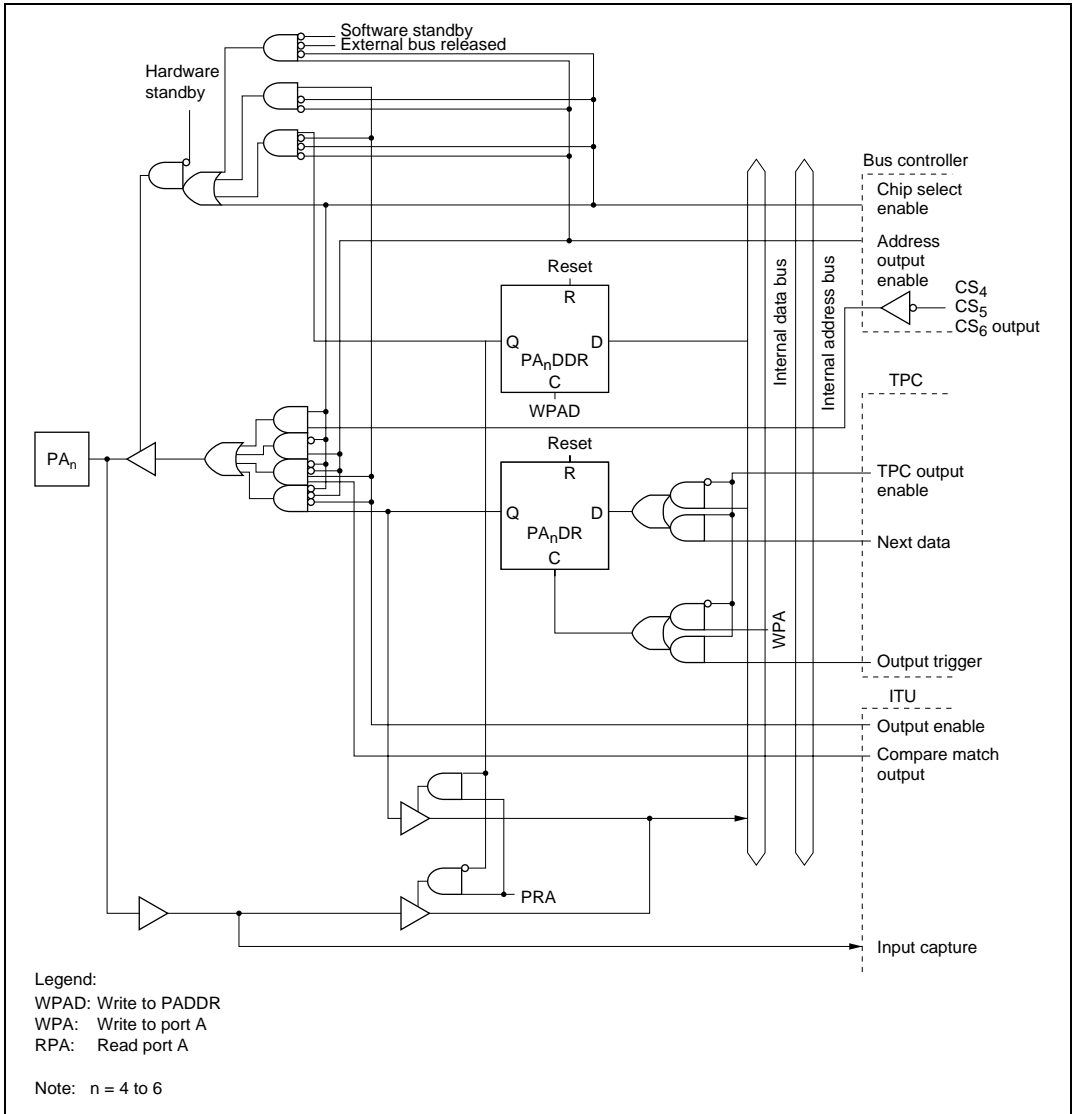 Software standby
External bus released
Hardware
standby
Bus controller
Chip select
enable
Address
output
enable
CS4
CS5
CS6 output
Internal data bus
Internal address bus
Reset
R
Q
D
PAnDDR
C
WPAD
TPC
PAn
Reset
R
Q
D
PAnDR
C
TPC output
enable
Next data
WPA
Output trigger
ITU
Output enable
Compare match
output
PRA
Input capture
Legend:
WPAD: Write to PADDR
WPA: Write to port A
RPA: Read port A
Note: n = 4 to 6